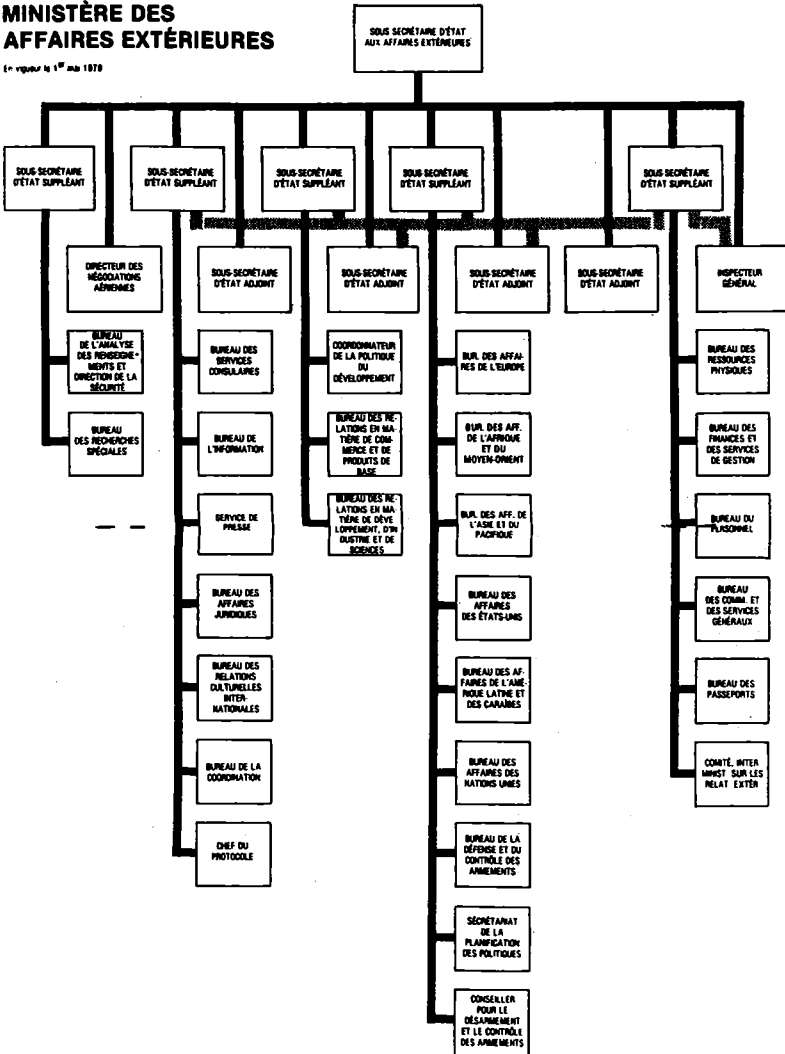 MINISTÈRE DES
AFFAIRES EXTÉRIEURES
En vigueur le 1er mai 1979
SOUS SECRÉTAIRE D'ÉTAT
AUX AFFAIRES EXTÉRIEURES
SOUS-SECRÉTAIRE
D'ÉTAT SUPPLÉANT
SOUS-SECRÉTAIRE
D'ÉTAT SUPPLÉANT
SOUS-SECRÉTAIRE
D'ÉTAT SUPPLÉANT
SOUS-SECRÉTAIRE
D'ÉTAT SUPPLÉANT
SOUS-SECRÉTAIRE
D'ÉTAT SUPPLÉANT
DIRECTEUR DES
NÉGOCIATIONS
AÉRIENNES
SOUS-SECRÉTAIRE
D'ÉTAT ADJOINT
SOUS-SECRÉTAIRE
D'ÉTAT ADJOINT
SOUS-SECRÉTAIRE
D'ÉTAT ADJOINT
SOUS-SECRÉTAIRE
D'ÉTAT ADJOINT
INSPECTEUR
GÉNÉRAL
BUREAU
DE L'ANALYSE
DES RENSEIGNE-
MENTS ET
DIRECTION DE LA
SÉCURITÉ
BUREAU
DES RECHERCHES
SPÉCIALES
BUREAU DES
SERVICES
CONSULAIRES
BUREAU DE
L'INFORMATION
SERVICE DE
PRESSE
BUREAU DES
AFFAIRES
JURIDIQUES
BUREAU DES
RELATIONS
CULTURELLES
INTER-
NATIONALES
BUREAU DE LA
COORDINATION
CHEF DU
PROTOCOLE
COORDONNATEUR
DE LA POLITIQUE
DU
DÉVELOPPEMENT
BUREAU DES RE-
LATIONS EN MA-
TIÈRE DE COM-
MERCE ET DE
PRODUITS DE
BASE
BUREAU DES RE-
LATIONS EN MA-
TIÈRE DE DÉVE
LOPPEMENT, D'IN
DUSTRIE ET DE
SCIENCES
BUR. DES AFFAI-
RES DE L'EUROPE
BUR. DES AFF.
DE L'AFRIQUE
ET DU
MOYEN-ORIENT
BUR. DES AFF. DE
L'ASIE ET DU
PACIFIQUE
BUREAU DES
AFFAIRES
DES ÉTATS-UNIS
BUREAU DES AF-
FAIRES DE L'AMÉ-
RIQUE LATINE ET
DES CARAÏBES
BUREAU DES
AFFAIRES DES
NATIONS UNIES
BUREAU DE LA
DÉFENSE ET DU
CONTRÔLE DES
ARMEMENTS
SECRÉTARIAT
DE LA
PLANIFICATION
DES POLITIQUES
CONSEILLER
POUR LE
DÉSARMEMENT
ET LE CONTRÔLE
DES ARMEMENTS
BUREAU DES
RESSOURCES
PHYSIQUES
BUREAU DES
FINANCES ET
DES SERVICES
DE GESTION
BUREAU DU
PERSONNEL
BUREAU
DES COMM. ET
DES SERVICES
GÉNÉRAUX
BUREAU DES
PASSEPORTS
COMITÉ. INTER
MINIST SUR LES
RELAT EXTÉR